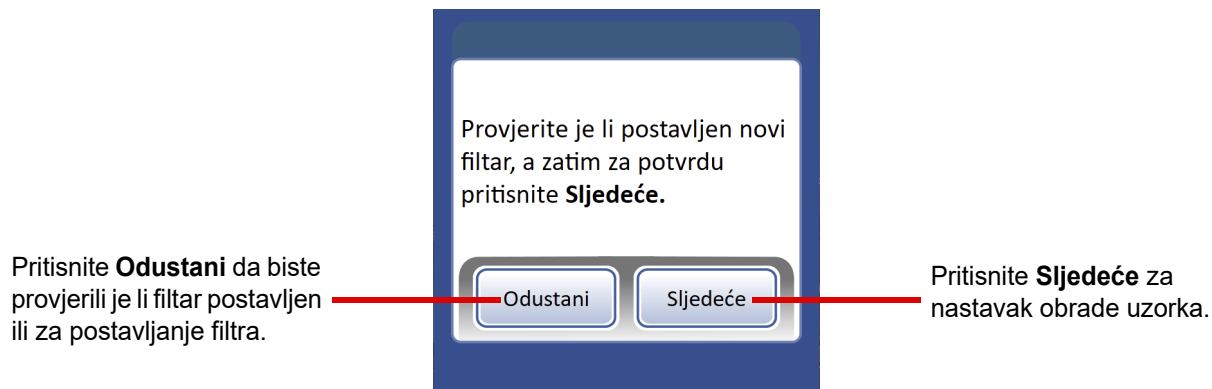 Provjerite je li postavljen novi
filtar, a zatim za potvrdu
pritisnite Sljedeće.
Pritisnite Odustani da biste
provjerili je li filtar postavljen
ili za postavljanje filtra.
Odustani
Sljedeće
Pritisnite Sljedeće za
nastavak obrade uzorka.